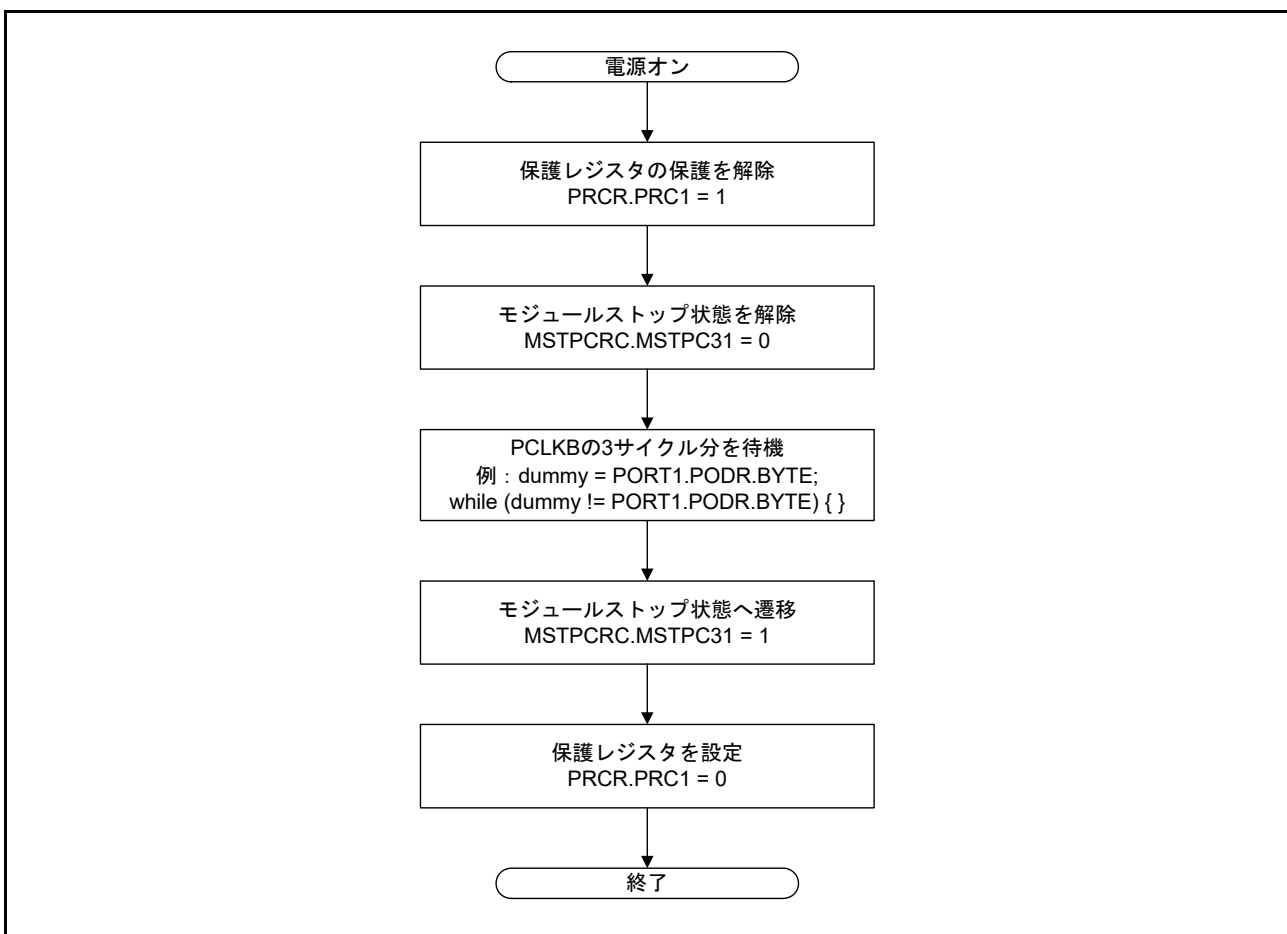 電源オン
保護レジスタの保護を解除
PRCR.PRC1 = 1
モジュールストップ状態を解除
MSTPCRC.MSTPC31 = 0
PCLKBの3サイクル分を待機
例：dummy = PORT1.PODR.BYTE;
while (dummy != PORT1.PODR.BYTE) { }
モジュールストップ状態へ遷移
MSTPCRC.MSTPC31 = 1
保護レジスタを設定
PRCR.PRC1 = 0
終了